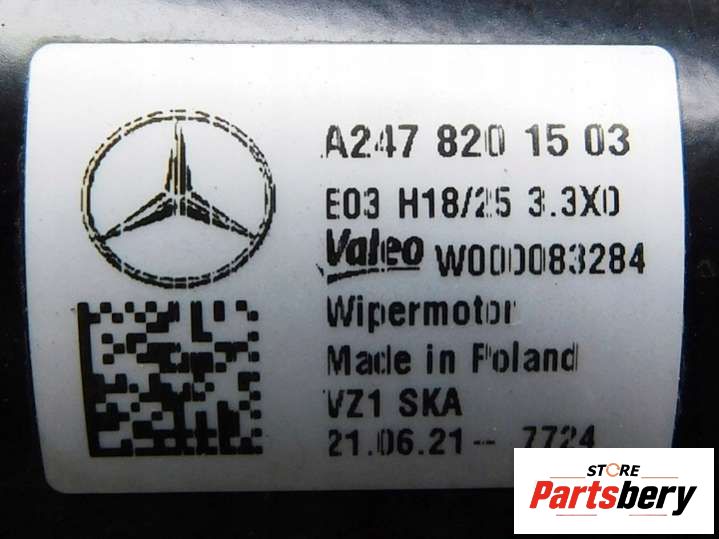 A247 820 15 03
E03 H18/25 3.3X0
Valeo W000083284
Wipermotor
Made in Poland
VZ1 SKA
21.06.21- 7724
STORE
Partsbery